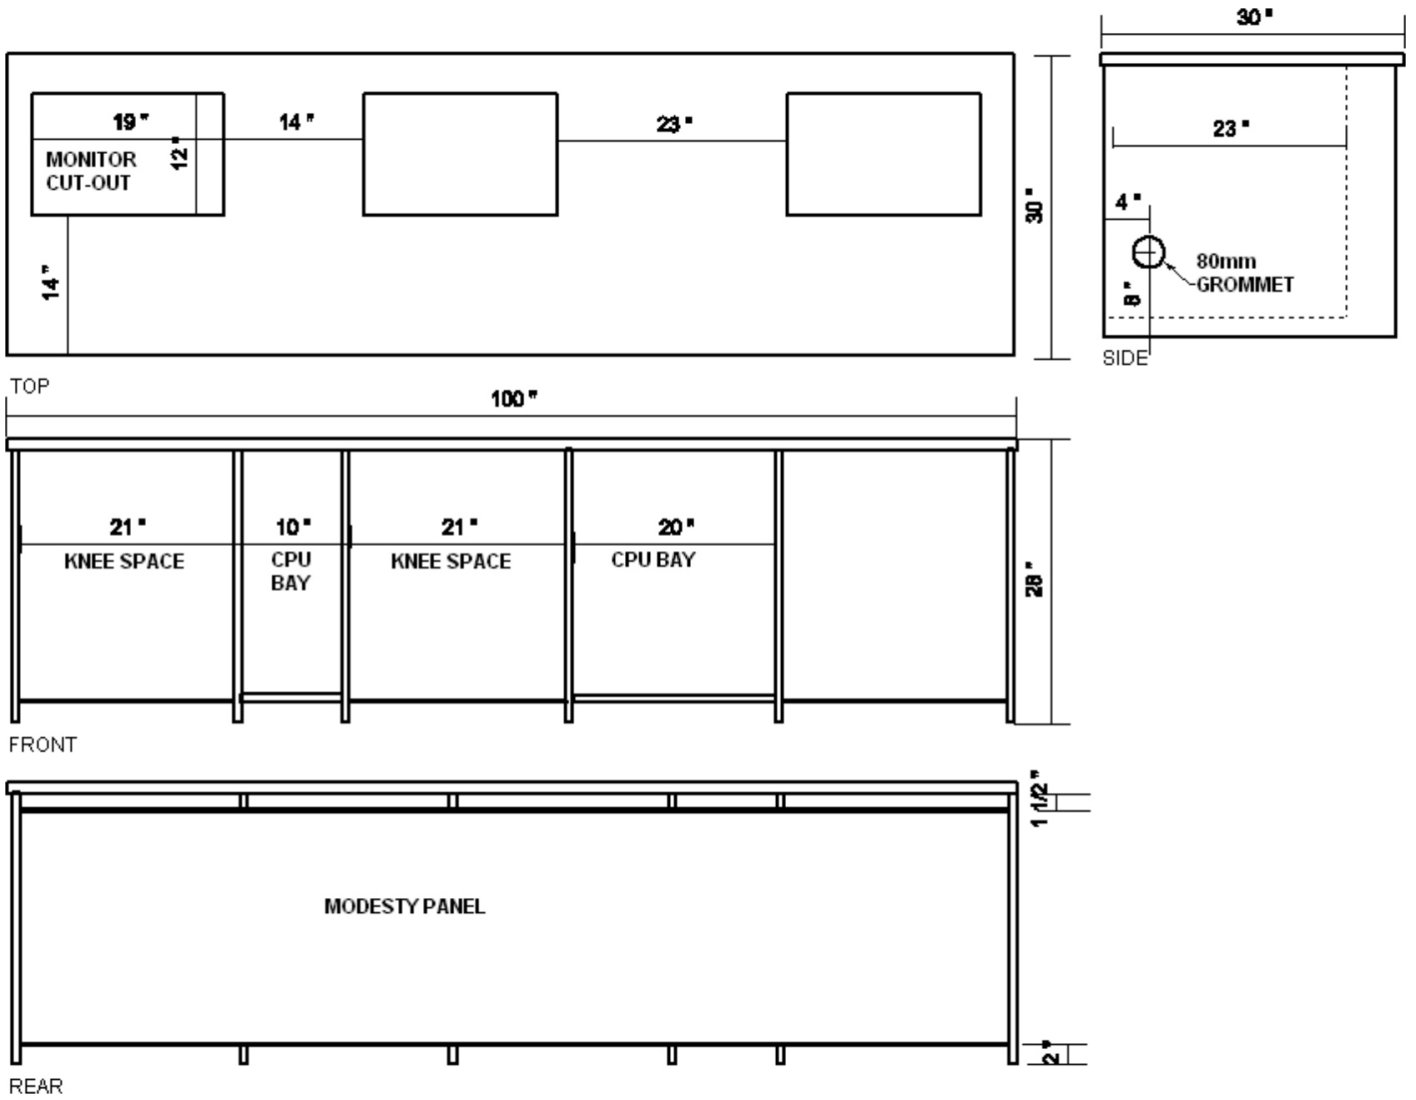 30 "
19 "
14 "
23 "
12 "
MONITOR
CUT-OUT
14 "
30 "
TOP
23 "
4 "
80mm
GROMMET
8 "
SIDE
100 "
21 "
KNEE SPACE
10 "
CPU
BAY
21 "
KNEE SPACE
20 "
CPU BAY
28 "
FRONT
1 1/2 "
MODESTY PANEL
2 "
REAR